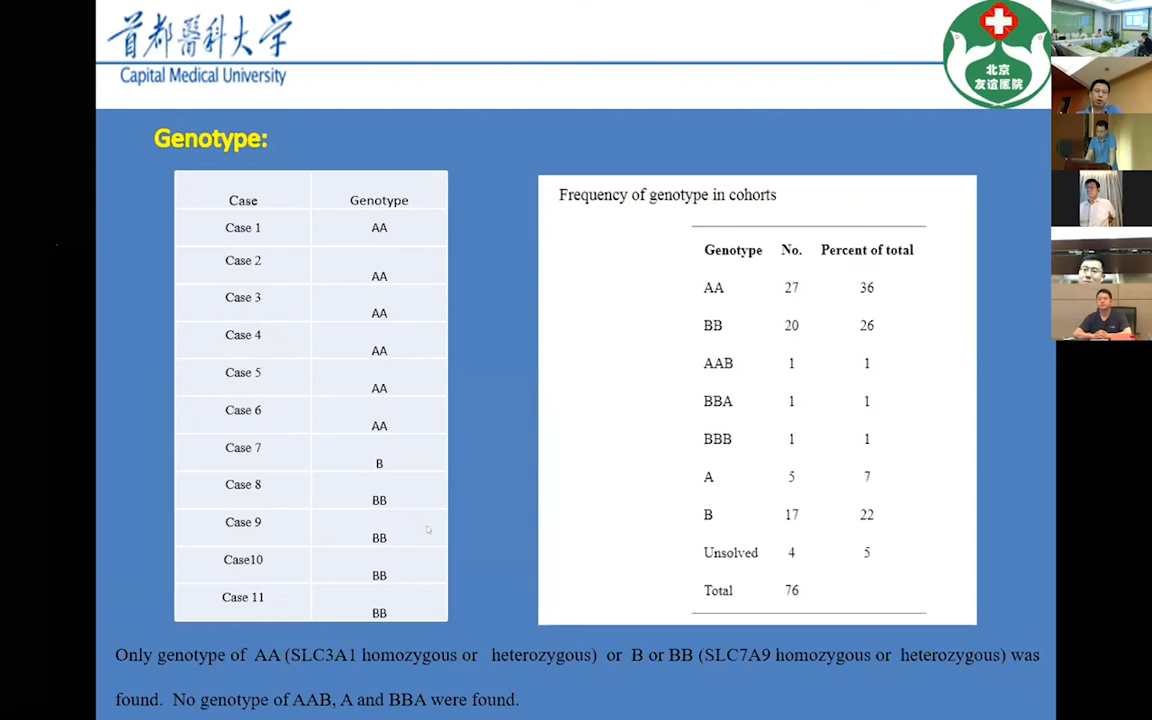 首都醫科大学
Capital Medical University
北京
友谊医院
Genotype:
Case Genotype
Case 1 AA
Case 2 AA
Case 3 AA
Case 4 AA
Case 5 AA
Case 6 AA
Case 7 B
Case 8 BB
Case 9 BB
Case10 BB
Case 11 BB
Frequency of genotype in cohorts
Genotype No. Percent of total
AA 27 36
BB 20 26
AAB 1 1
BBA 1 1
BBB 1 1
A 5 7
B 17 22
Unsolved 4 5
Total 76
Only genotype of AA (SLC3A1 homozygous or heterozygous) or B or BB (SLC7A9 homozygous or heterozygous) was
found. No genotype of AAB, A and BBA were found.